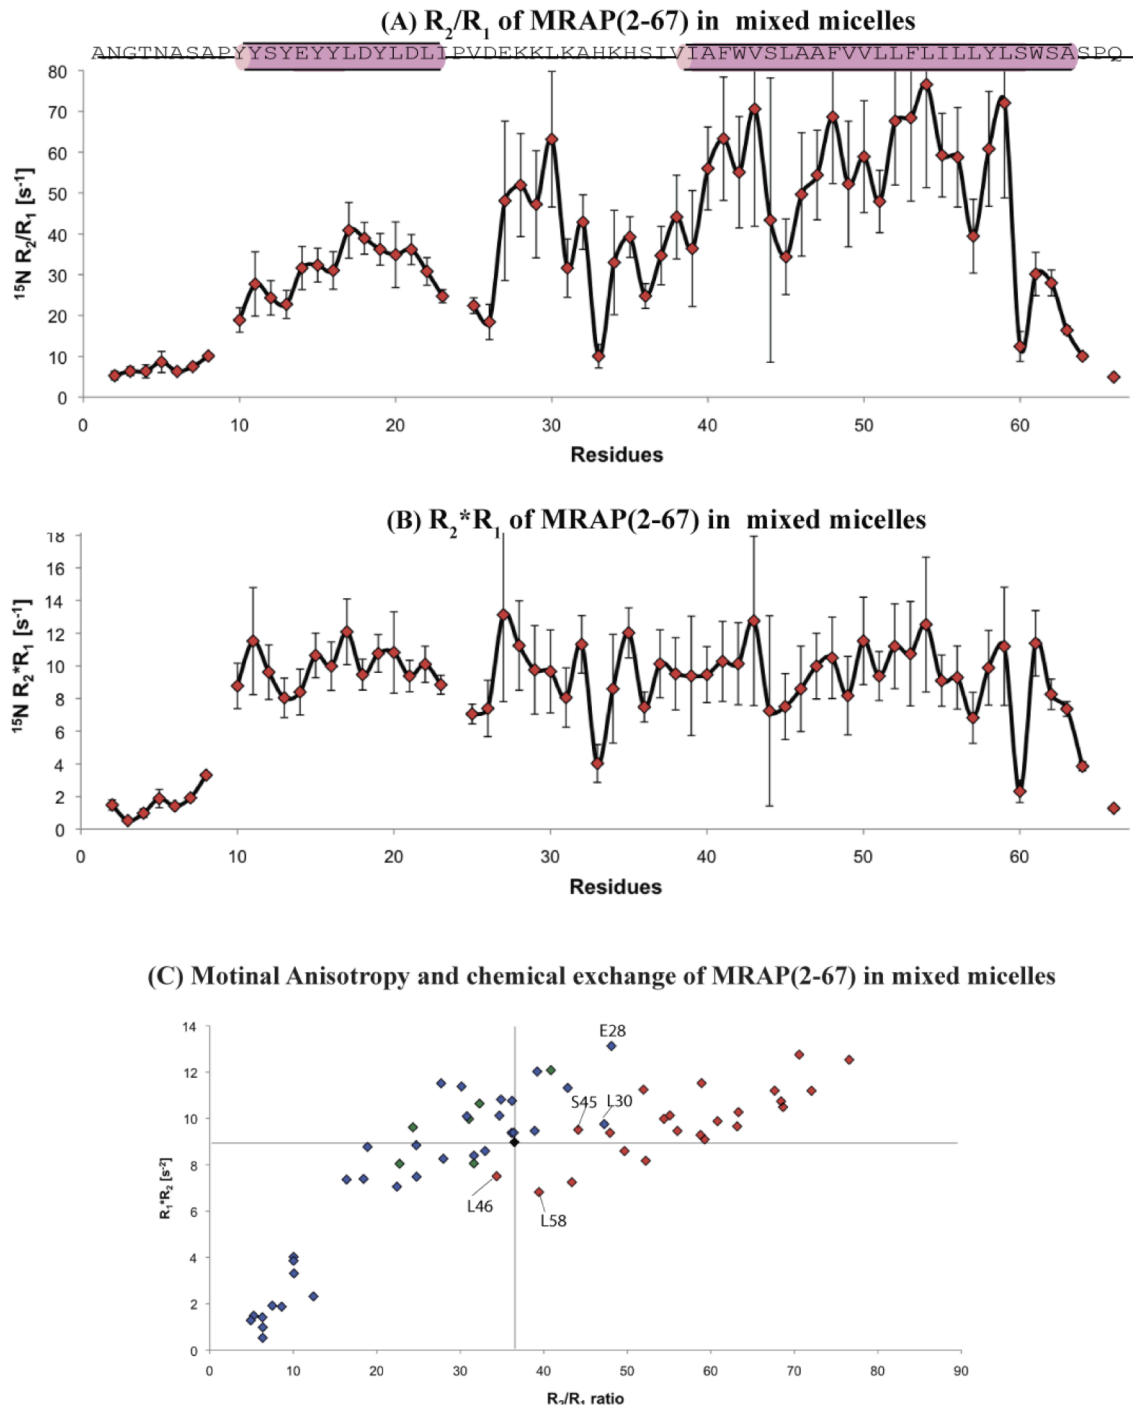 (A) R2/R1 of MRAP(2-67) in mixed micelles
ANGTNASAPYYSYEYYLDYLDLIPVDEKKLKAHKHSIVIAFWVSLAAFVVLLFLILLYLSWSASPQ
80
70
60
50
40
30
20
10
0
15N R2/R1 [s-1]
0 10 20 30 40 50 60
Residues
(B) R2*R1 of MRAP(2-67) in mixed micelles
18
16
14
12
10
8
6
4
2
0
15N R2*R1 [s-1]
0 10 20 30 40 50 60
Residues
(C) Motinal Anisotropy and chemical exchange of MRAP(2-67) in mixed micelles
14
12
10
8
6
4
2
0
R1*R2 [s-2]
E28
S45 L30
L46
L58
0 10 20 30 40 50 60 70 80 90
R2/R1 ratio